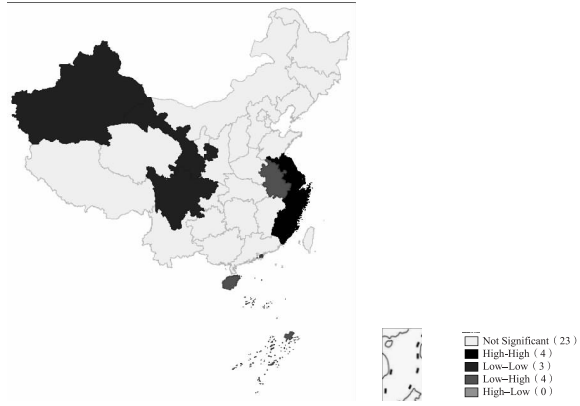 Not Significant（23）
High-High（4）
Low–Low（3）
Low–High（4）
High–Low（0）